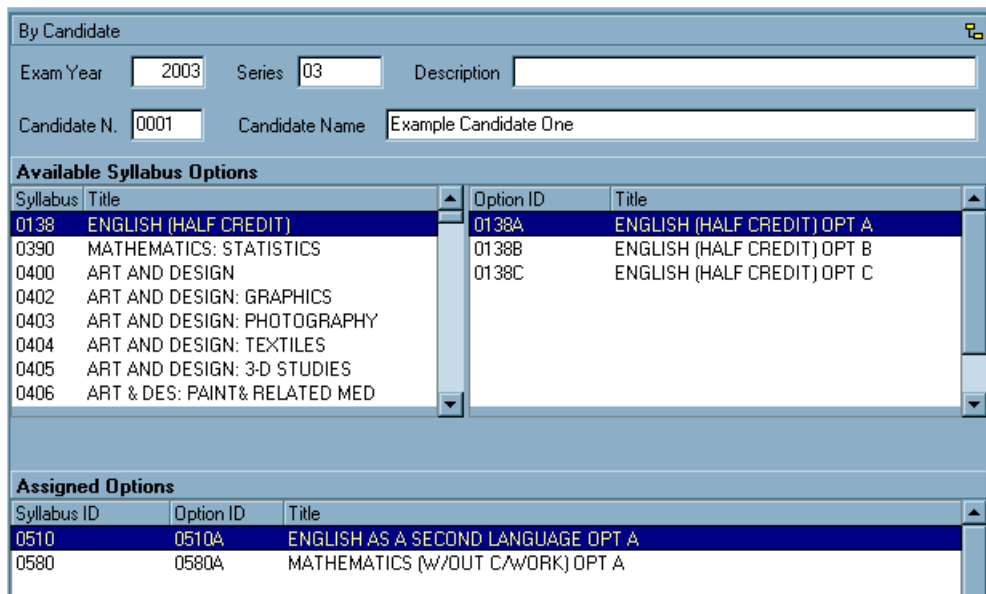 By Candidate
Exam Year 2003 Series 03 Description
Candidate N. 0001 Candidate Name Example Candidate One
Available Syllabus Options
Syllabus Title
0138 ENGLISH (HALF CREDIT)
0390 MATHEMATICS: STATISTICS
0400 ART AND DESIGN
0402 ART AND DESIGN: GRAPHICS
0403 ART AND DESIGN: PHOTOGRAPHY
0404 ART AND DESIGN: TEXTILES
0405 ART AND DESIGN: 3-D STUDIES
0406 ART & DES: PAINT& RELATED MED
Option ID Title
0138A ENGLISH (HALF CREDIT) OPT A
0138B ENGLISH (HALF CREDIT) OPT B
0138C ENGLISH (HALF CREDIT) OPT C
Assigned Options
Syllabus ID Option ID Title
0510 0510A ENGLISH AS A SECOND LANGUAGE OPT A
0580 0580A MATHEMATICS (W/OUT C/WORK) OPT A